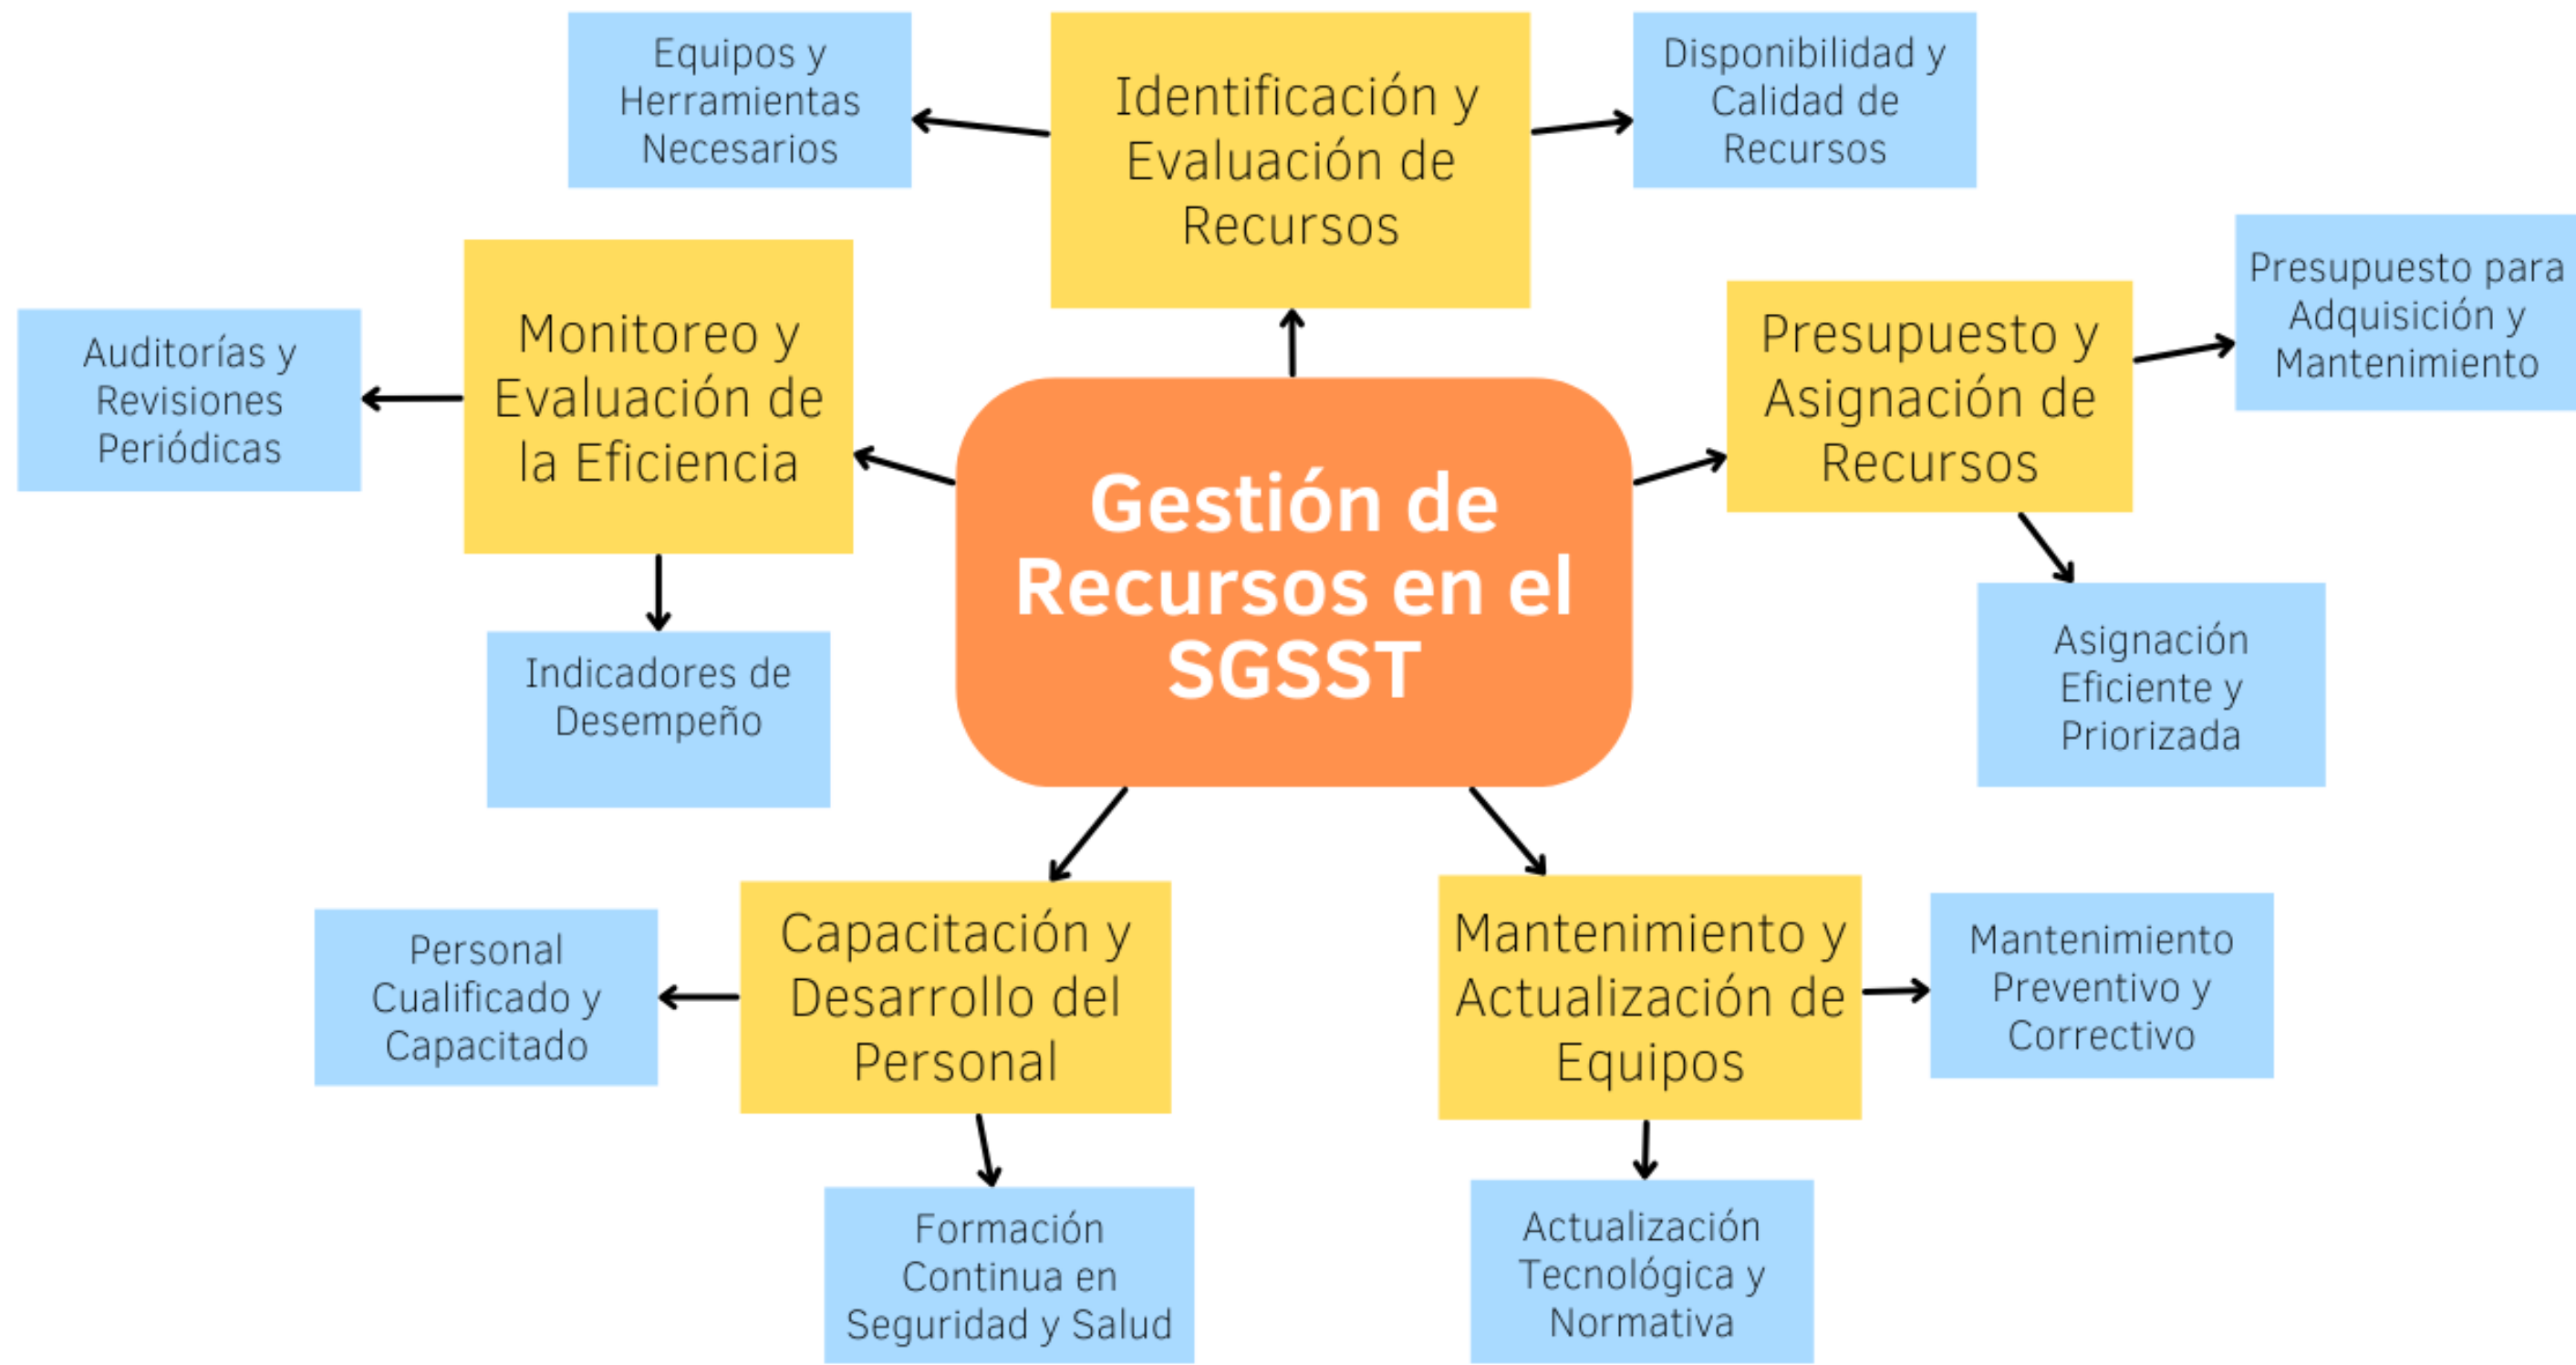 Equipos y
Herramientas
Necesarios
Identificación y
Evaluación de
Recursos
Disponibilidad y
Calidad de
Recursos
Auditorías y
Revisiones
Periódicas
Monitoreo y
Evaluación de
la Eficiencia
Presupuesto y
Asignación de
Recursos
Presupuesto para
Adquisición y
Mantenimiento
Gestión de
Recursos en el
SGSST
Indicadores de
Desempeño
Asignación
Eficiente y
Priorizada
Personal
Cualificado y
Capacitado
Capacitación y
Desarrollo del
Personal
Mantenimiento y
Actualización de
Equipos
Mantenimiento
Preventivo y
Correctivo
Formación
Continua en
Seguridad y Salud
Actualización
Tecnológica y
Normativa